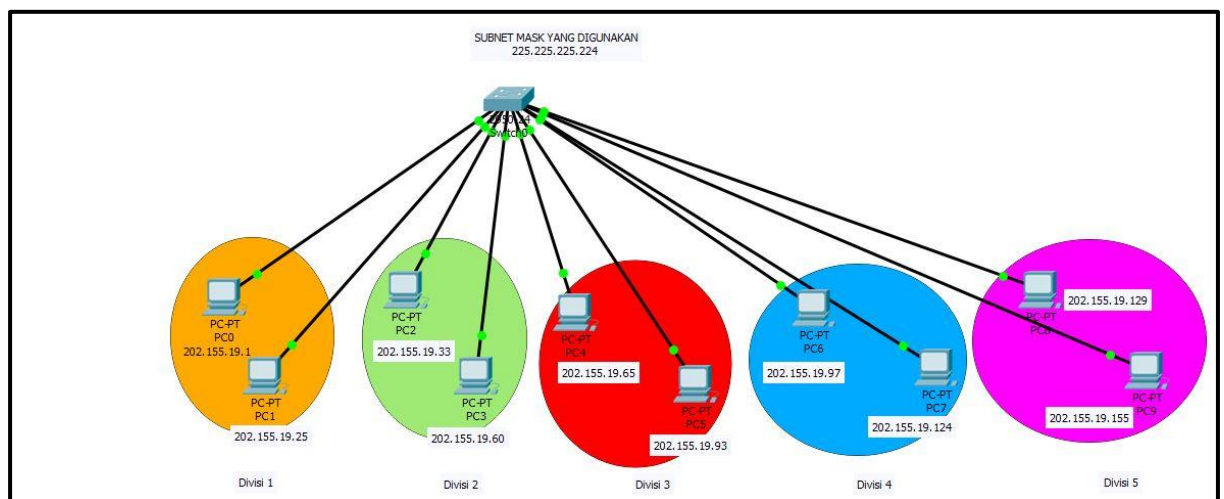 SUBNET MASK YANG DIGUNAKAN
225.225.225.224
Switch0
PC-PT
PC0
202.155.19.1
PC-PT
PC1
202.155.19.25
PC-PT
PC2
202.155.19.33
PC-PT
PC3
202.155.19.60
PC-PT
PC4
202.155.19.65
PC-PT
PC5
202.155.19.93
PC-PT
PC6
202.155.19.97
PC-PT
PC7
202.155.19.124
PC-PT
PC8
202.155.19.129
PC-PT
PC9
202.155.19.155
Divisi 1
Divisi 2
Divisi 3
Divisi 4
Divisi 5